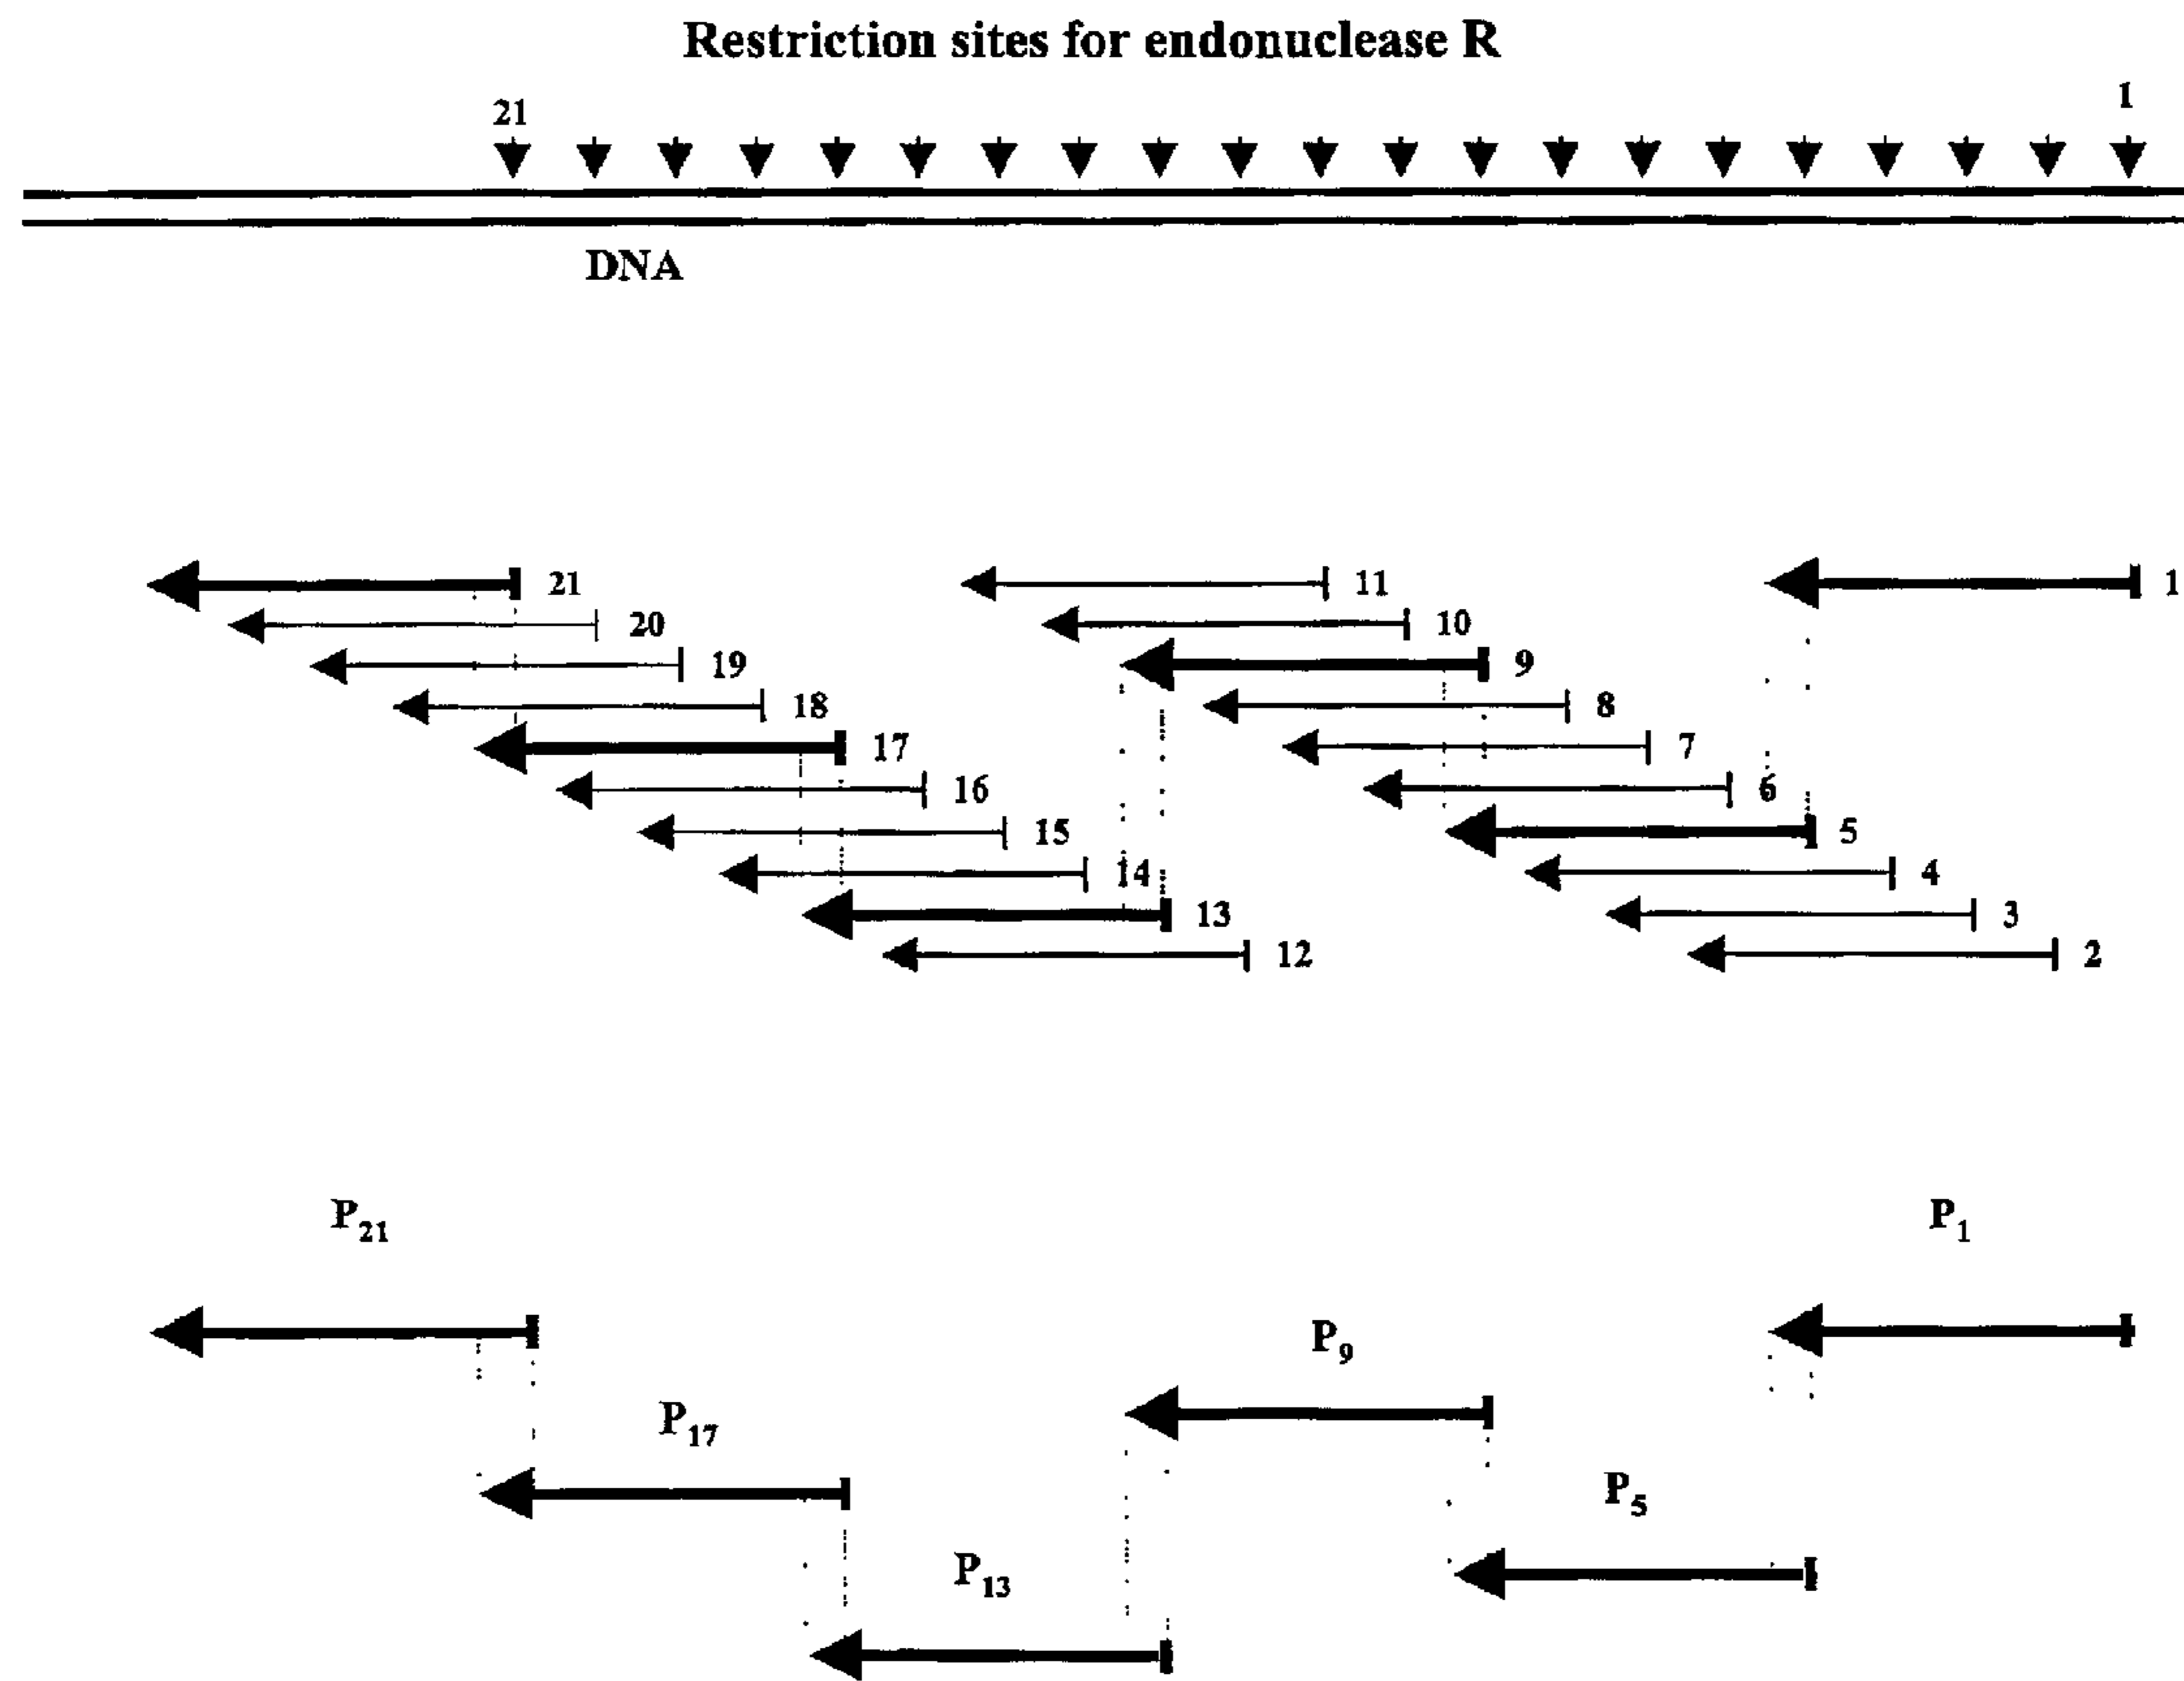 Restriction sites for endonuclease R
21 1
DNA
21 11 1
20 10
19 9
18 8
17 7
16 6
15 5
14 4
13 3
12 2
P21 P1
P9
P17
P5
P13